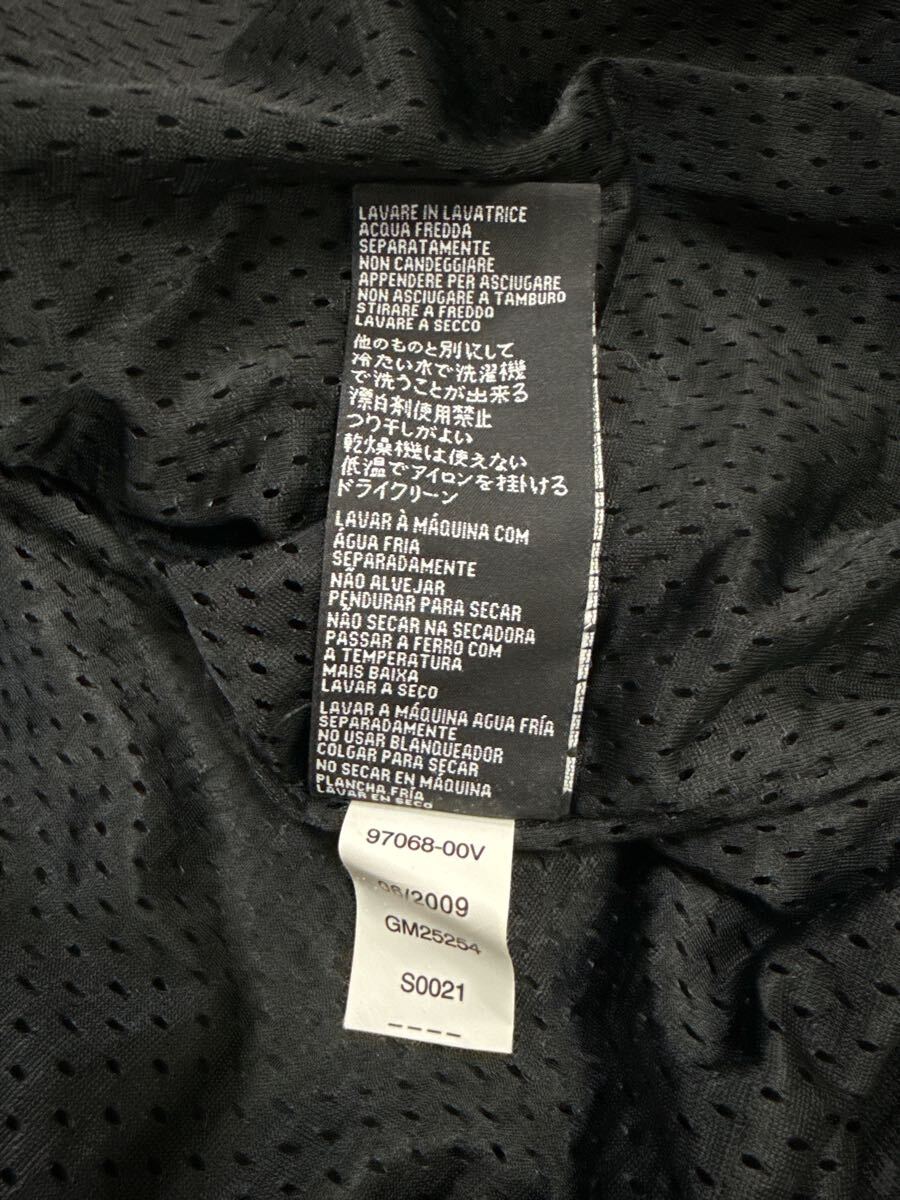 LAVARE IN LAVATRICE
ACQUA FREDDA
SEPARATAMENTE
NON CANDEGGIARE
APPENDERE PER ASCIUGARE
NON ASCIUGARE A TAMBURO
STIRARE A FREDDO
LAVARE A SECCO
他のものと別にして
冷たい水で洗濯機
で洗うことが出来る
漂白剤使用禁止
つり干しがよい
乾燥機は使えない
低温でアイロンを掛ける
ドライクリーン
LAVAR À MÁQUINA COM
ÁGUA FRIA
SEPARADAMENTE
NÃO ALVEJAR
PENDURAR PARA SECAR
NÃO SECAR NA SECADORA
PASSAR A FERRO COM
A TEMPERATURA
MAIS BAIXA
LAVAR A SECO
LAVAR A MÁQUINA AGUA FRÍA
SEPARADAMENTE
NO USAR BLANQUEADOR
COLGAR PARA SECAR
NO SECAR EN MÁQUINA
PLANCHA FRÍA
LAVAR EN SECO
97068-00V
06/2009
GM25254
S0021
----